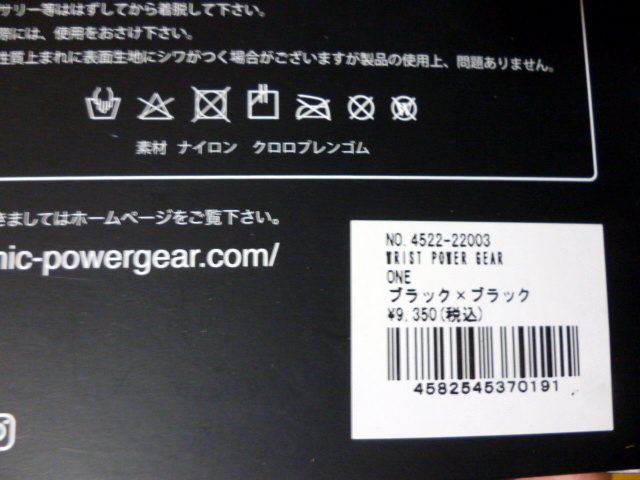 サリー等ははずしてから着脱して下さい。
際には、使用をおさけ下さい。
性質上まれに表面生地にシワがつく場合がございますが製品の使用上、問題ありません。
素材 ナイロン クロロプレンゴム
きましてはホームページをご覧下さい。
nic-powergear.com/
NO. 4522-22003
WRIST POWER GEAR
ONE
ブラック×ブラック
¥9,350(税込)
4582545370191